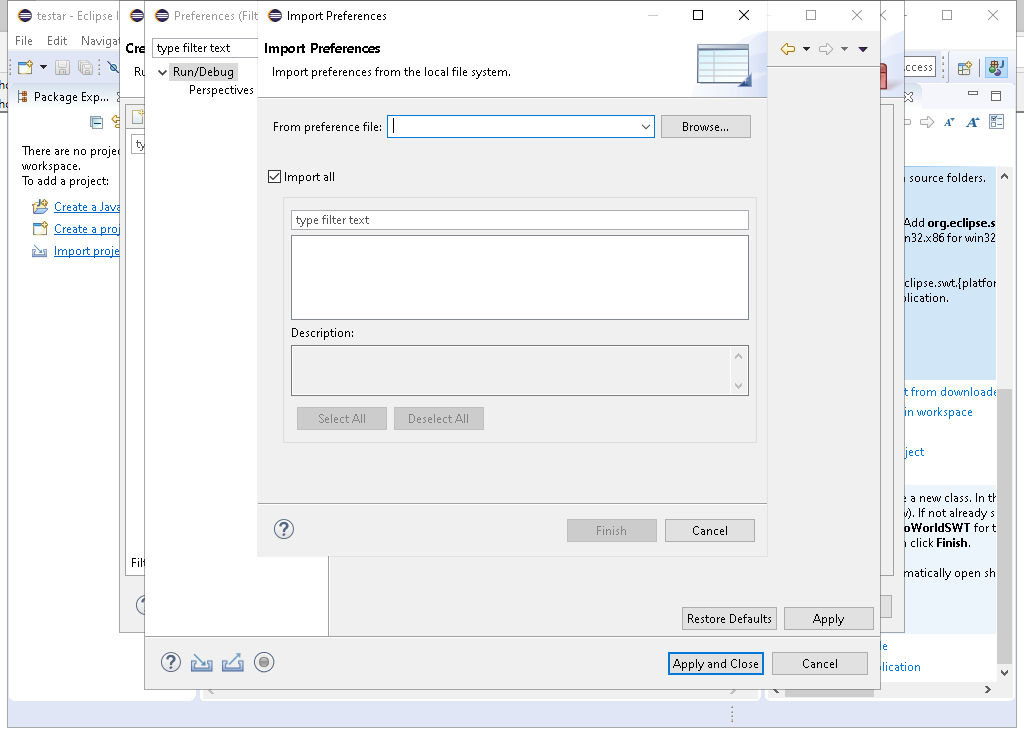 testar - Eclipse I
Preferences (Filt
Import Preferences
File Edit Navigat
Cre
type filter text
Import Preferences
Import preferences from the local file system.
Ru
Run/Debug
Perspectives
ccess
Package Exp...
From preference file:
Browse...
There are no projec
workspace.
To add a project:
ty
Import all
Create a Java
Create a proj
Import proje
type filter text
Description:
Select All Deselect All
Finish Cancel
Filt
source folders.
Add org.eclipse.s
n32.x86 for win32
clipse.swt.{platfor
plication.
t from downloade
in workspace
ject
e a new class. In th
v). If not already s
oWorldSWT for t
click Finish.
matically open sh
le
plication
Restore Defaults Apply
Apply and Close Cancel